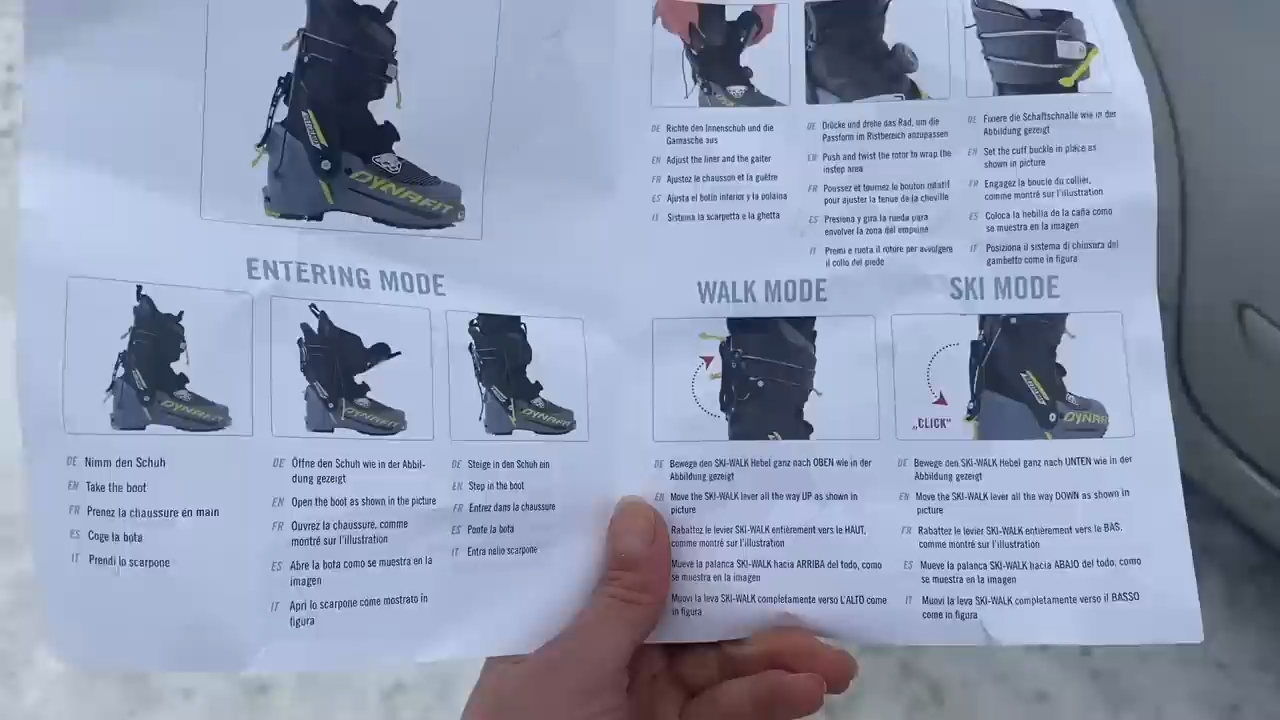 DYNAFIT
DE Richte den Innenschuh und die
Gamasche aus
EN Adjust the liner and the gaiter
FR Ajustez le chausson et la guêtre
ES Ajusta el botín interior y la polaina
IT Sistema la scarpetta e la ghetta
DE Drücke und drehe das Rad, um die
Passform im Ristbereich anzupassen
EN Push and twist the rotor to wrap the
instep area
FR Poussez et tournez le bouton rotatif
pour ajuster la tenue de la cheville
ES Presiona y gira la rueda para
envolver la zona del empeine
IT Premi e ruota il rotore per avvolgere
il collo del piede
DE Fixiere die Schaftschnalle wie in der
Abbildung gezeigt
EN Set the cuff buckle in place as
shown in picture
FR Engagez la boucle du collier,
comme montré sur l'illustration
ES Coloca la hebilla de la caña como
se muestra en la imagen
IT Posiziona il sistema di chiusura del
gambetto come in figura
ENTERING MODE
DYNAFIT
DYNAFIT
DYNAFIT
DE Nimm den Schuh
EN Take the boot
FR Prenez la chaussure en main
ES Coge la bota
IT Prendi lo scarpone
DE Öffne den Schuh wie in der Abbil-
dung gezeigt
EN Open the boot as shown in the picture
FR Ouvrez la chaussure, comme
montré sur l'illustration
ES Abre la bota como se muestra en la
imagen
IT Apri lo scarpone come mostrato in
figura
DE Steige in den Schuh ein
EN Step in the boot
FR Entrez dans la chaussure
ES Ponte la bota
IT Entra nello scarpone
WALK MODE
DE Bewege den SKI-WALK Hebel ganz nach OBEN wie in der
Abbildung gezeigt
EN Move the SKI-WALK lever all the way UP as shown in
picture
Rabattez le levier SKI-WALK entièrement vers le HAUT,
comme montré sur l'illustration
Mueve la palanca SKI-WALK hacia ARRIBA del todo, como
se muestra en la imagen
Muovi la leva SKI-WALK completamente verso L'ALTO come
in figura
SKI MODE
„CLICK"
DYNAFIT
DE Bewege den SKI-WALK Hebel ganz nach UNTEN wie in der
Abbildung gezeigt
EN Move the SKI-WALK lever all the way DOWN as shown in
picture
FR Rabattez le levier SKI-WALK entièrement vers le BAS,
comme montré sur l'illustration
ES Mueve la palanca SKI-WALK hacia ABAJO del todo, como
se muestra en la imagen
IT Muovi la leva SKI-WALK completamente verso il BASSO
come in figura